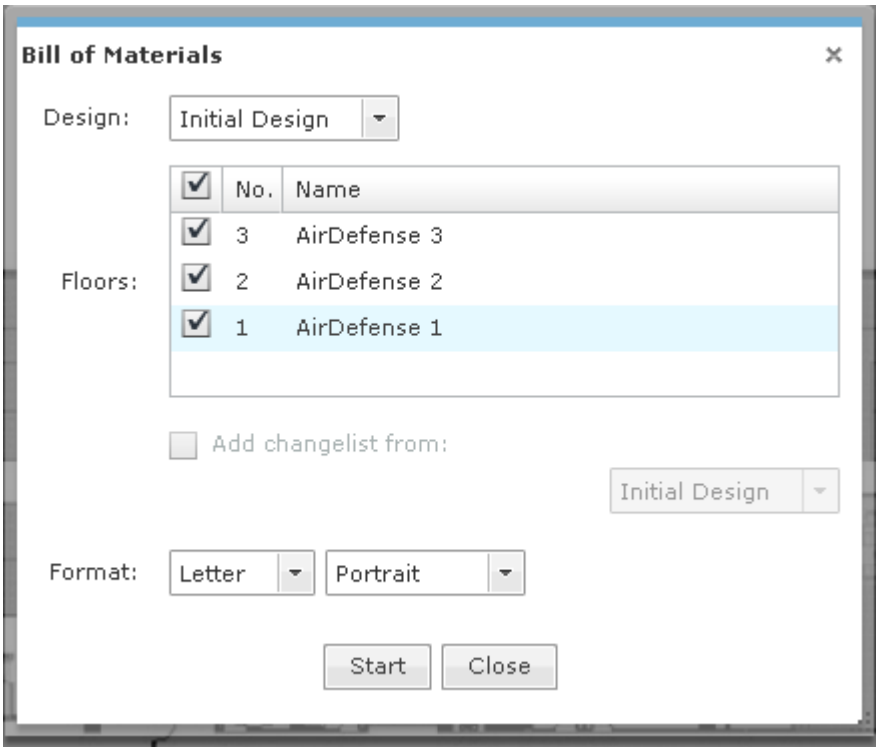 Bill of Materials
Design: Initial Design
No. Name
3 AirDefense 3
Floors: 2 AirDefense 2
1 AirDefense 1
Add changelist from:
Initial Design
Format: Letter Portrait
Start Close